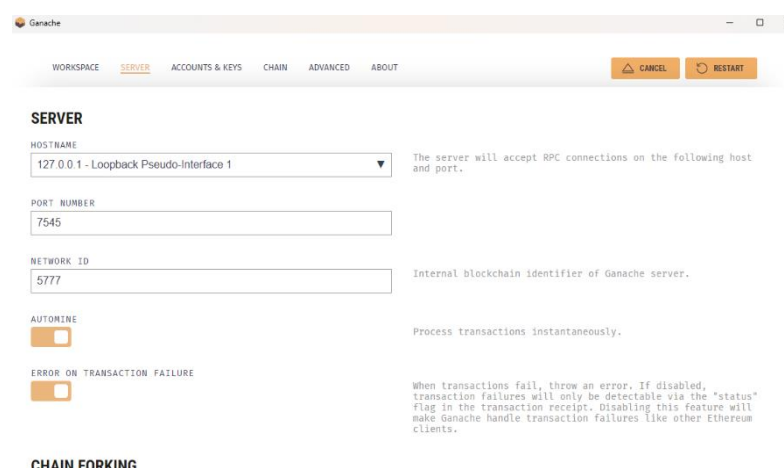 Ganache
WORKSPACE SERVER ACCOUNTS & KEYS CHAIN ADVANCED ABOUT CANCEL RESTART
SERVER
HOSTNAME
127.0.0.1 - Loopback Pseudo-Interface 1
The server will accept RPC connections on the following host
and port.
PORT NUMBER
7545
NETWORK ID
5777
Internal blockchain identifier of Ganache server.
AUTOMINE
Process transactions instantaneously.
ERROR ON TRANSACTION FAILURE
When transactions fail, throw an error. If disabled,
transaction failures will only be detectable via the "status"
flag in the transaction receipt. Disabling this feature will
make Ganache handle transaction failures like other Ethereum
clients.
CHAIN FORKING